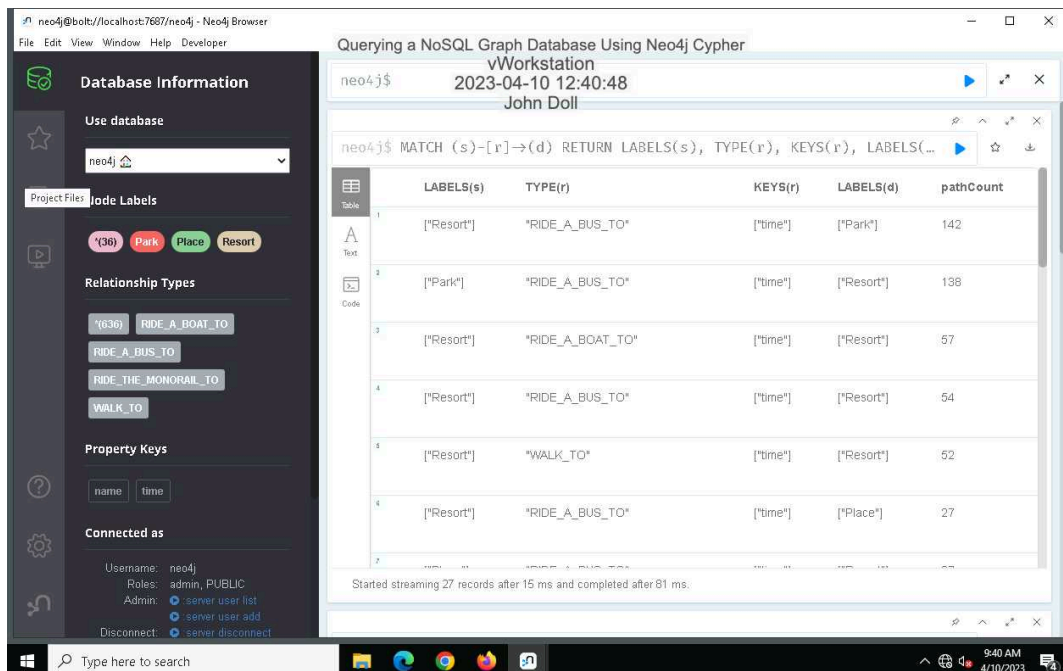 neo4j@bolt://localhost:7687/neo4j - Neo4j Browser
File Edit View Window Help Developer
Querying a NoSQL Graph Database Using Neo4j Cypher
vWorkstation
2023-04-10 12:40:48
John Doll
Database Information
Use database
neo4j
Project Files
Node Labels
*(36) Park Place Resort
Relationship Types
*(636) RIDE_A_BOAT_TO
RIDE_A_BUS_TO
RIDE_THE_MONORAIL_TO
WALK_TO
Property Keys
name time
Connected as
Username: neo4j
Roles: admin, PUBLIC
Admin: :server user list
:server user add
Disconnect: :server disconnect
neo4j$
neo4j$ MATCH (s)-[r]→(d) RETURN LABELS(s), TYPE(r), KEYS(r), LABELS(…
Table
Text
Code
LABELS(s) TYPE(r) KEYS(r) LABELS(d) pathCount
1 ["Resort"] "RIDE_A_BUS_TO" ["time"] ["Park"] 142
2 ["Park"] "RIDE_A_BUS_TO" ["time"] ["Resort"] 138
3 ["Resort"] "RIDE_A_BOAT_TO" ["time"] ["Resort"] 57
4 ["Resort"] "RIDE_A_BUS_TO" ["time"] ["Resort"] 54
5 ["Resort"] "WALK_TO" ["time"] ["Resort"] 52
6 ["Resort"] "RIDE_A_BUS_TO" ["time"] ["Place"] 27
7
Started streaming 27 records after 15 ms and completed after 81 ms.
Type here to search
9:40 AM
4/10/2023